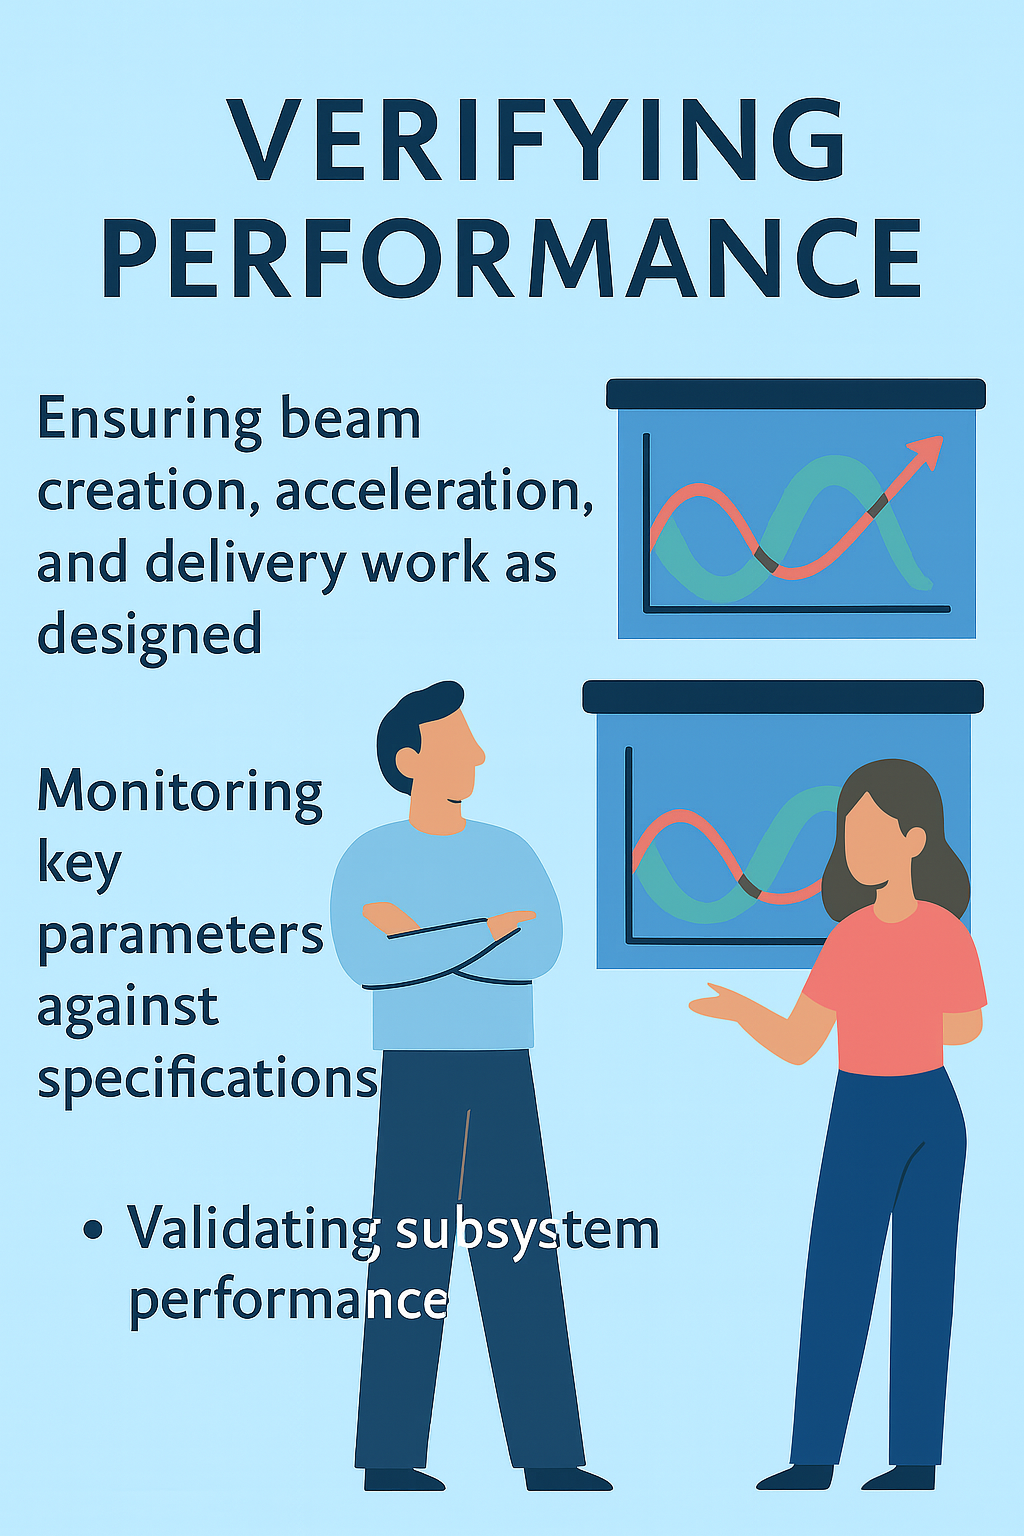 VERIFYING
PERFORMANCE
Ensuring beam
creation, acceleration,
and delivery work as
designed
Monitoring
key
parameters
against
specifications
• Validating subsystem
performance